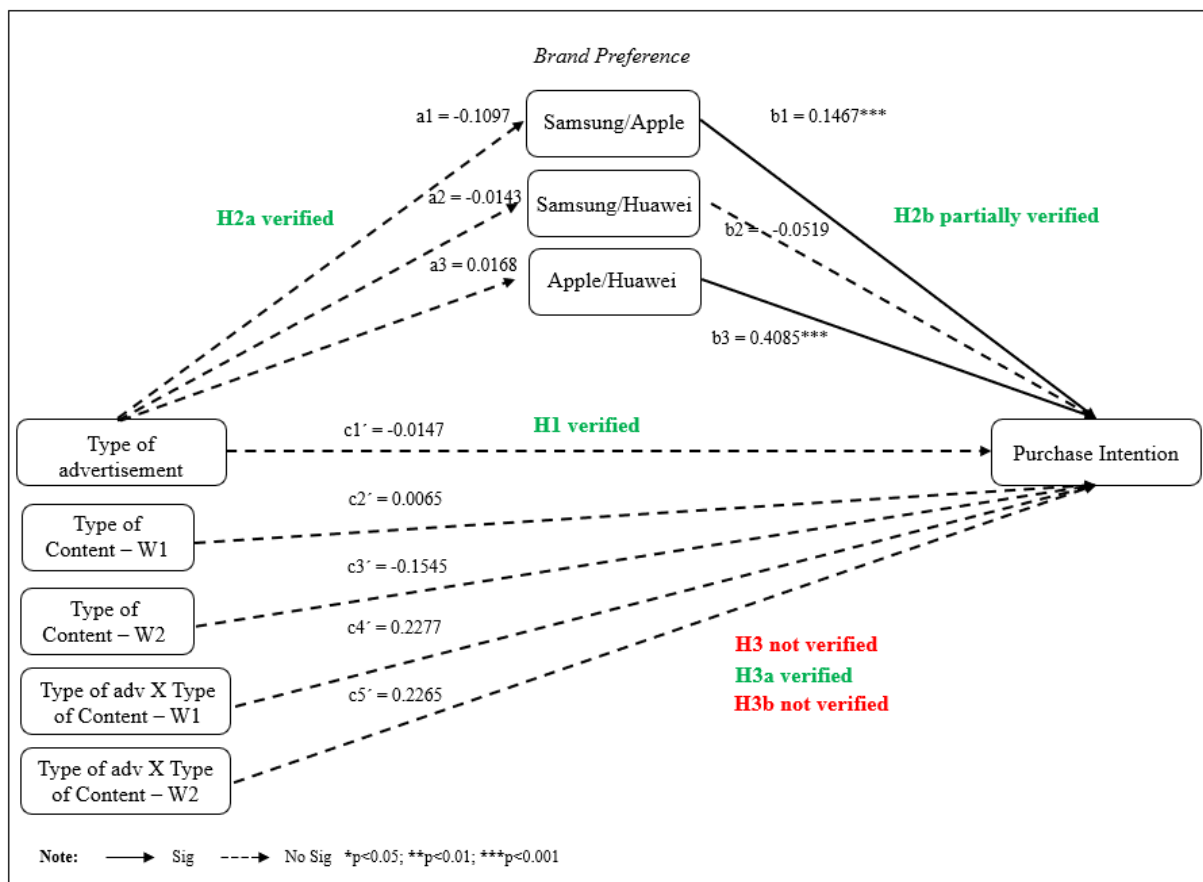 Brand Preference
a1 = -0.1097
Samsung/Apple
b1 = 0.1467***
H2a verified
a2 = -0.0143
Samsung/Huawei
b2 = -0.0519
H2b partially verified
a3 = 0.0168
Apple/Huawei
b3 = 0.4085***
Type of
advertisement
c1´ = -0.0147
H1 verified
Purchase Intention
c2´ = 0.0065
Type of
Content – W1
c3´ = -0.1545
Type of
Content – W2
c4´ = 0.2277
H3 not verified
H3a verified
H3b not verified
Type of adv X Type
of Content – W1
c5´ = 0.2265
Type of adv X Type
of Content – W2
Note: Sig No Sig *p<0.05; **p<0.01; ***p<0.001